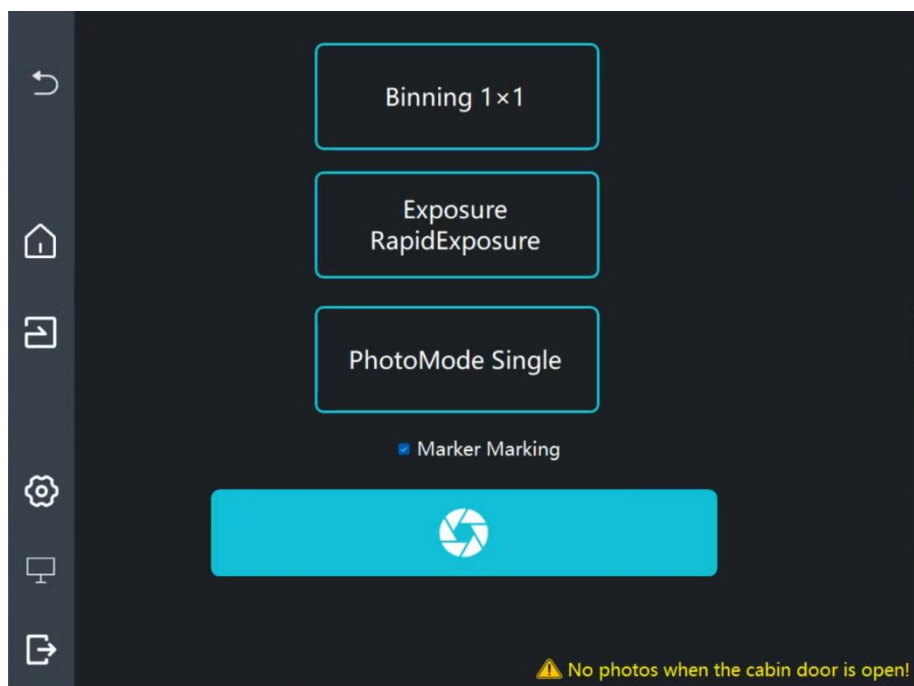 Binning 1×1
Exposure
RapidExposure
PhotoMode Single
Marker Marking
No photos when the cabin door is open!